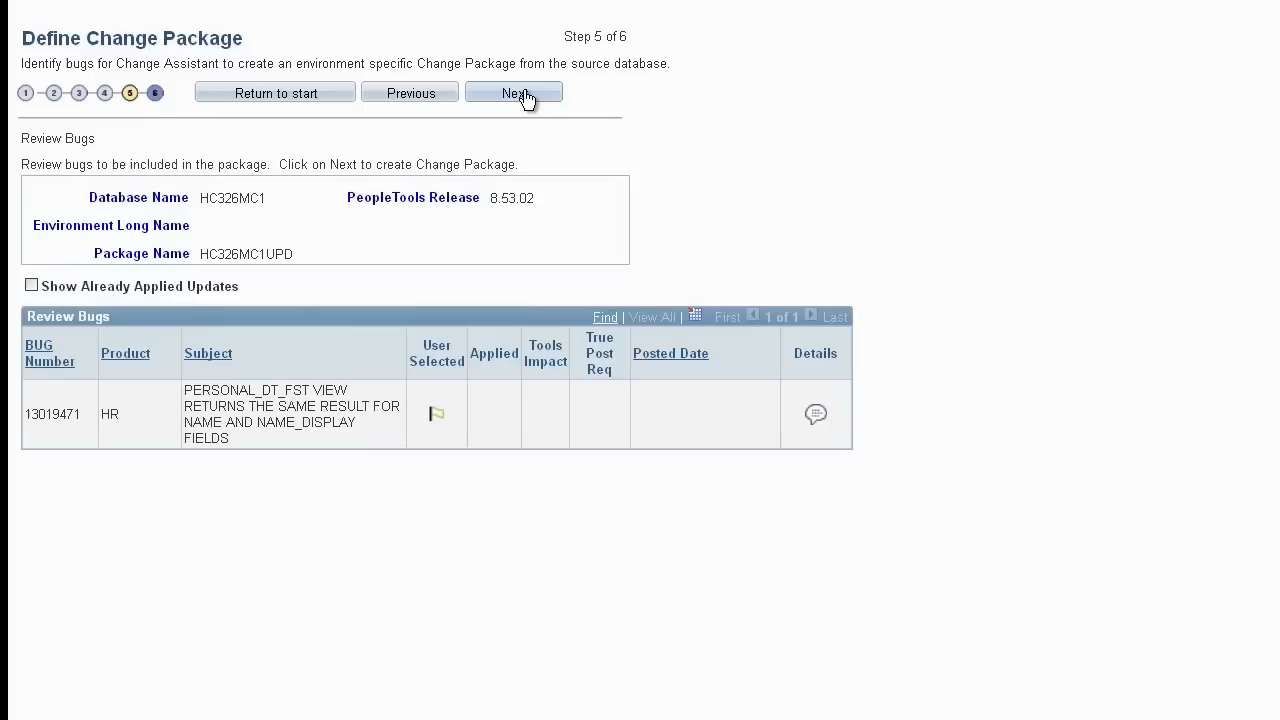 Define Change Package
Step 5 of 6
Identify bugs for Change Assistant to create an environment specific Change Package from the source database.
1 2 3 4 5 6 Return to start Previous
Review Bugs
Review bugs to be included in the package. Click on Next to create Change Package.
Database Name HC326MC1 PeopleTools Release 8.53.02
Environment Long Name
Package Name HC326MC1UPD
Show Already Applied Updates
Review Bugs Find | View All | First 1 of 1 Last
BUG Number Product Subject User Selected Applied Tools Impact True Post Req Posted Date Details
13019471 HR PERSONAL_DT_FST VIEW
RETURNS THE SAME RESULT FOR
NAME AND NAME_DISPLAY
FIELDS